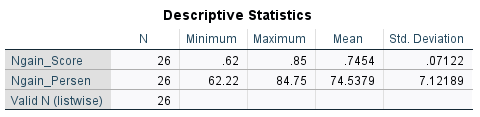 Descriptive Statistics
N Minimum Maximum Mean Std. Deviation
Ngain_Score 26 .62 .85 .7454 .07122
Ngain_Persen 26 62.22 84.75 74.5379 7.12189
Valid N (listwise) 26